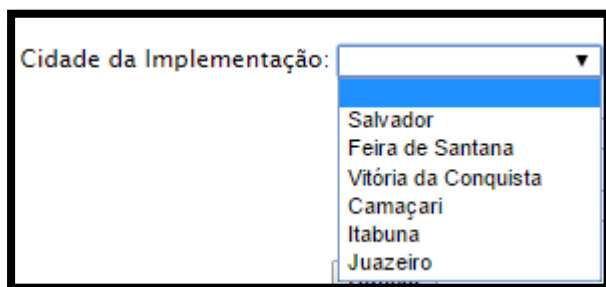 Cidade da Implementação:
Salvador
Feira de Santana
Vitória da Conquista
Camaçari
Itabuna
Juazeiro